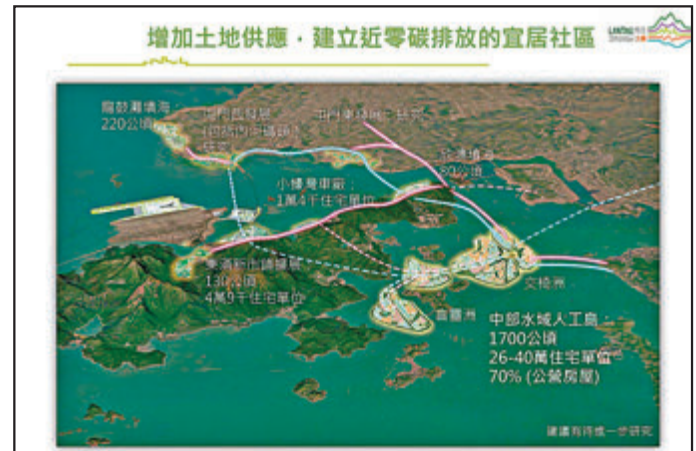 增加土地供應．建立近零碳排放的宜居社區
LANTAU
龍鼓灘填海：
220公頃
小蠔灣車廠：
1萬4千住宅單位
欣澳填海
80公頃
東涌新市鎮擴展
130公頃
4萬9千住宅單位
交椅洲
中部水域人工島：
1700公頃
26-40萬住宅單位
70% (公營房屋)
建議有待進一步研究